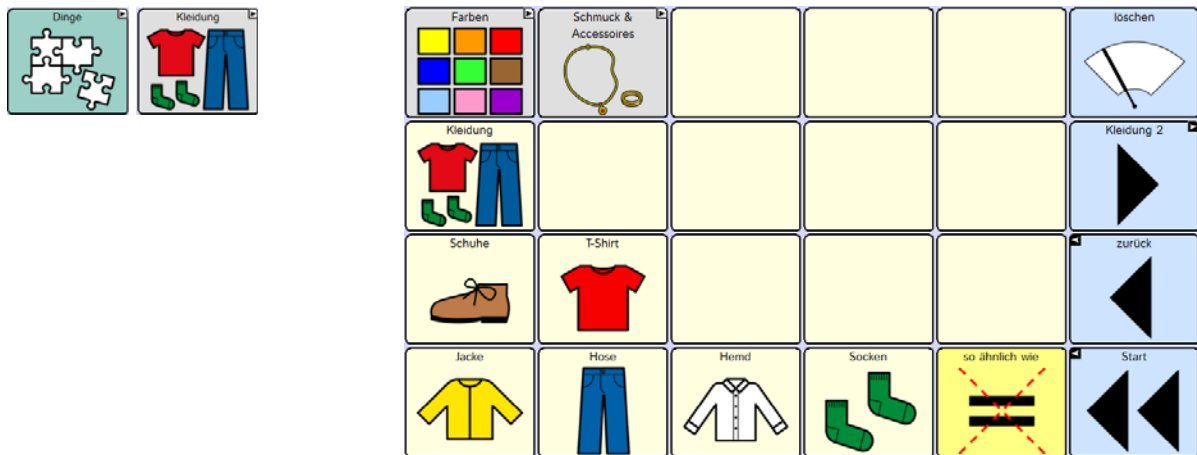 Dinge
Kleidung
Farben
Schmuck &
Accessoires
löschen
Kleidung
Kleidung 2
Schuhe
T-Shirt
zurück
Jacke
Hose
Hemd
Socken
so ähnlich wie
Start